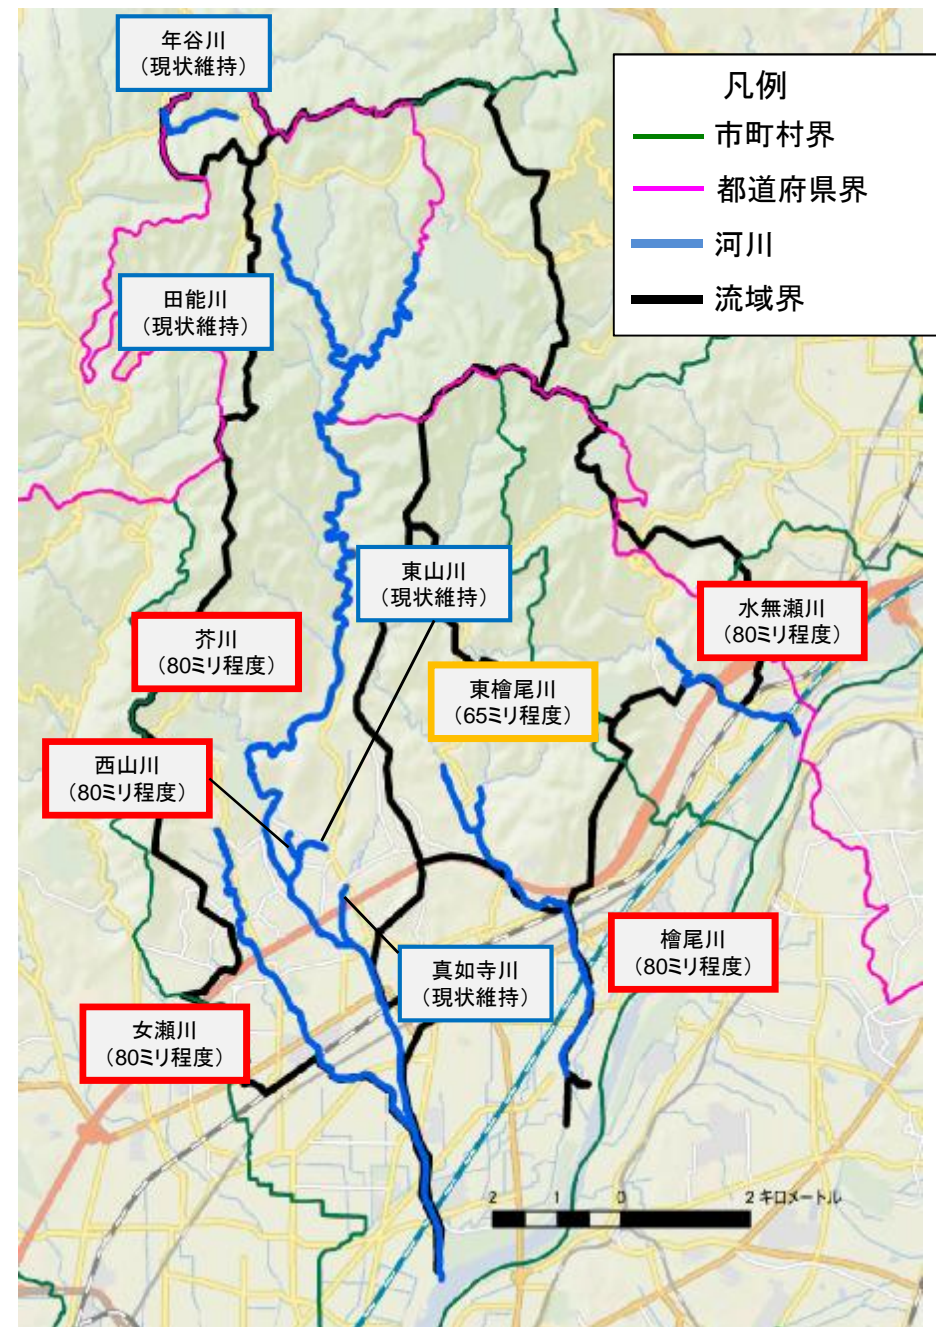 年谷川
（現状維持）
凡例
市町村界
都道府県界
河川
流域界
田能川
（現状維持）
東山川
（現状維持）
水無瀬川
（80ミリ程度）
芥川
（80ミリ程度）
東檜尾川
（65ミリ程度）
西山川
（80ミリ程度）
檜尾川
（80ミリ程度）
真如寺川
（現状維持）
女瀬川
（80ミリ程度）
2 1 0 2 キロメートル